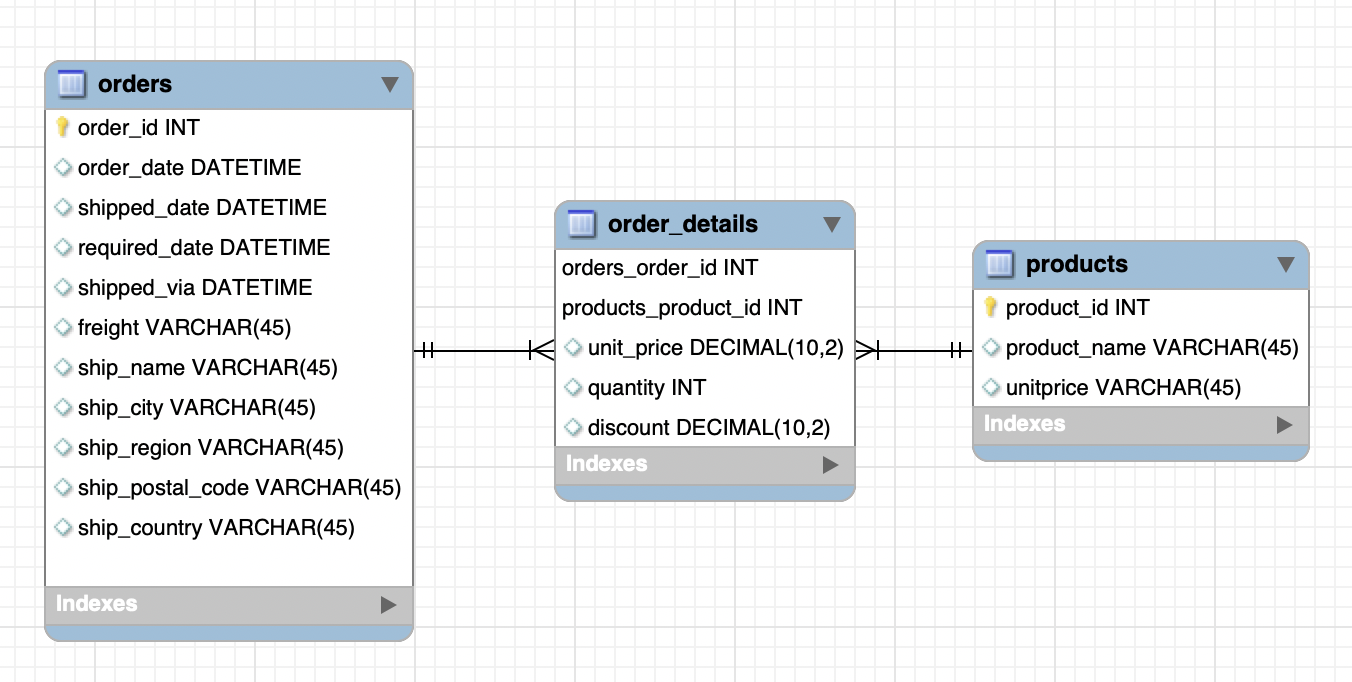 orders
order_id INT
order_date DATETIME
shipped_date DATETIME
required_date DATETIME
shipped_via DATETIME
freight VARCHAR(45)
ship_name VARCHAR(45)
ship_city VARCHAR(45)
ship_region VARCHAR(45)
ship_postal_code VARCHAR(45)
ship_country VARCHAR(45)
Indexes
order_details
orders_order_id INT
products_product_id INT
unit_price DECIMAL(10,2)
quantity INT
discount DECIMAL(10,2)
Indexes
products
product_id INT
product_name VARCHAR(45)
unitprice VARCHAR(45)
Indexes